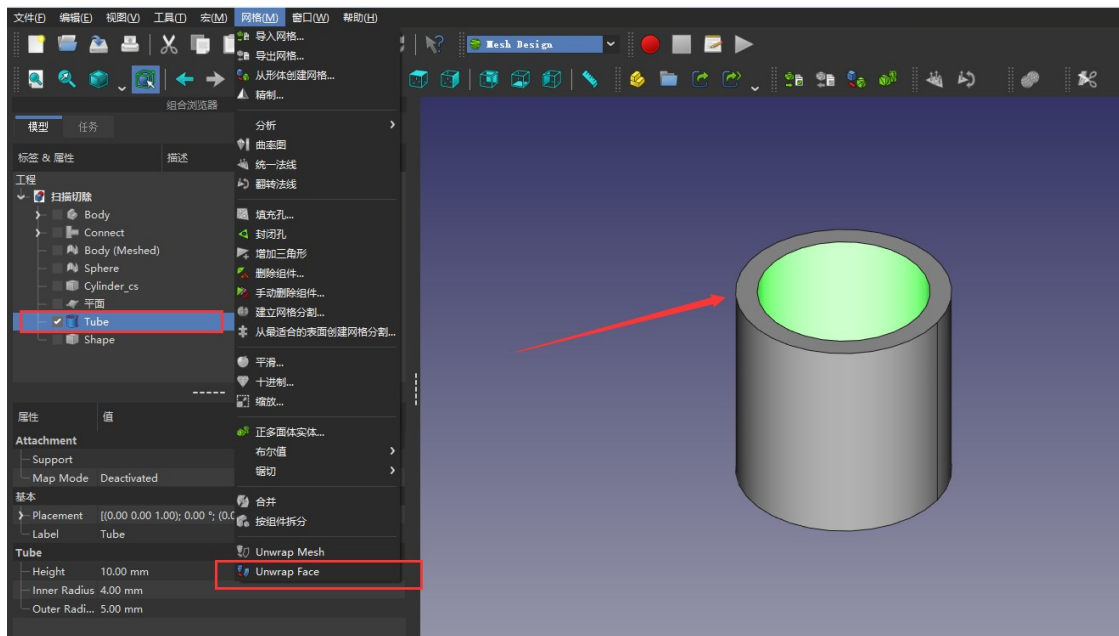 文件(F) 编辑(E) 视图(V) 工具(T) 宏(M) 网格(M) 窗口(W) 帮助(H)
Mesh Design
组合浏览器
模型 任务
标签 & 属性 描述
工程
扫描切除
Body
Connect
Body (Meshed)
Sphere
Cylinder_cs
平面
Tube
Shape
属性 值
Attachment
Support
Map Mode Deactivated
基本
Placement [(0.00 0.00 1.00); 0.00 °; (0.0
Label Tube
Tube
Height 10.00 mm
Inner Radius 4.00 mm
Outer Radi... 5.00 mm
导入网格...
导出网格...
从形体创建网格...
精制...
分析
曲率图
统一法线
翻转法线
填充孔...
封闭孔
增加三角形
删除组件...
手动删除组件...
建立网格分割...
从最适合的表面创建网格分割...
平滑...
十进制...
缩放...
正多面体实体...
布尔值
锯切
合并
按组件拆分
Unwrap Mesh
Unwrap Face